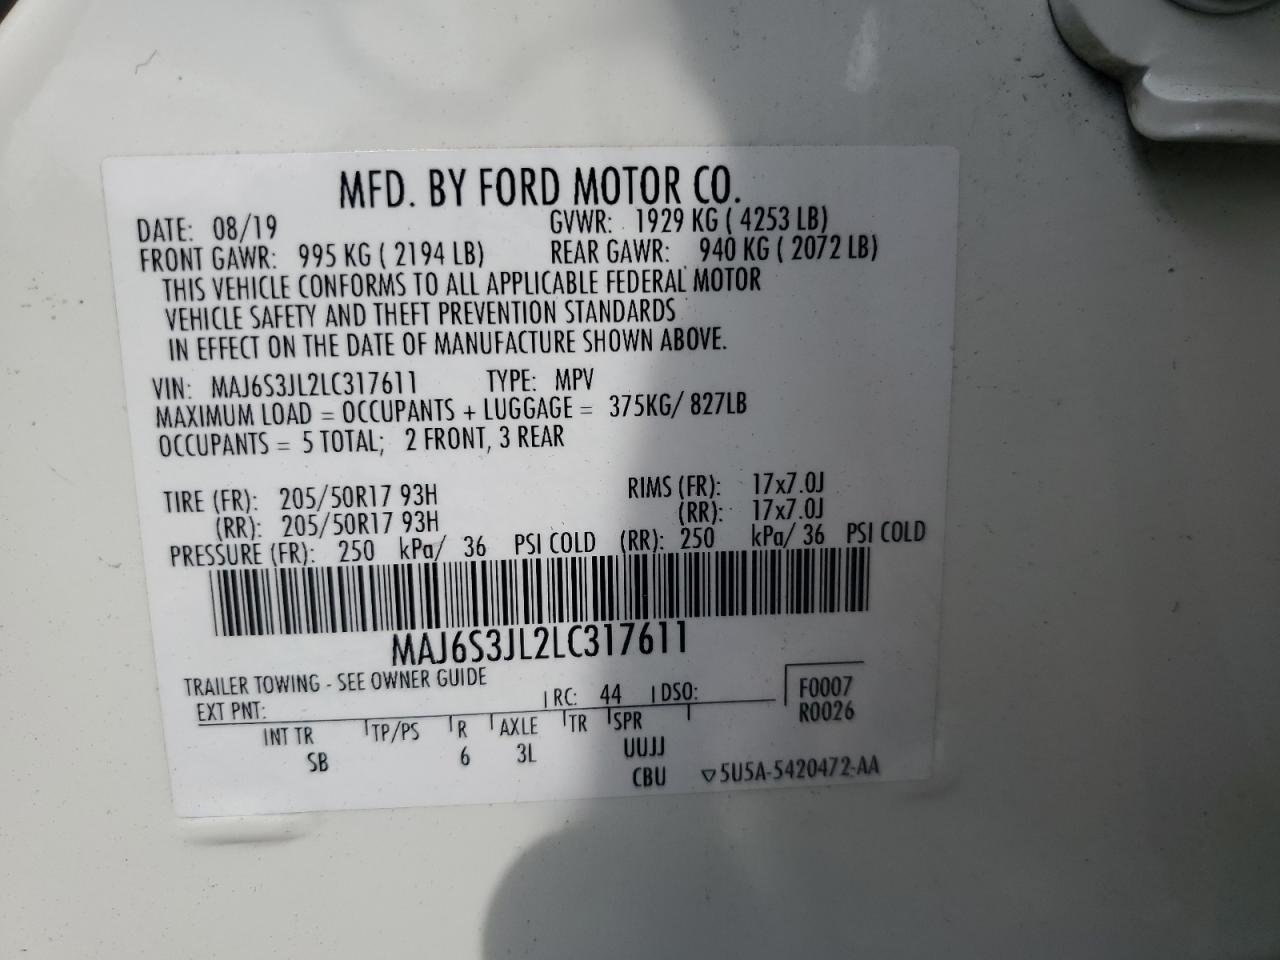 MFD. BY FORD MOTOR CO.
DATE: 08/19 GVWR: 1929 KG ( 4253 LB)
FRONT GAWR: 995 KG ( 2194 LB) REAR GAWR: 940 KG ( 2072 LB)
THIS VEHICLE CONFORMS TO ALL APPLICABLE FEDERAL MOTOR
VEHICLE SAFETY AND THEFT PREVENTION STANDARDS
IN EFFECT ON THE DATE OF MANUFACTURE SHOWN ABOVE.
VIN: MAJ6S3JL2LC317611 TYPE: MPV
MAXIMUM LOAD = OCCUPANTS + LUGGAGE = 375KG/ 827LB
OCCUPANTS = 5 TOTAL; 2 FRONT, 3 REAR
TIRE (FR): 205/50R17 93H RIMS (FR): 17x7.0J
(RR): 205/50R17 93H (RR): 17x7.0J
PRESSURE (FR): 250 kPa/ 36 PSI COLD (RR): 250 kPa/ 36 PSI COLD
MAJ6S3JL2LC317611
TRAILER TOWING - SEE OWNER GUIDE
EXT PNT: RC: 44 DSO: F0007
R0026
INT TR TP/PS R AXLE TR SPR
SB 6 3L UUJJ
CBU ▽5U5A-5420472-AA